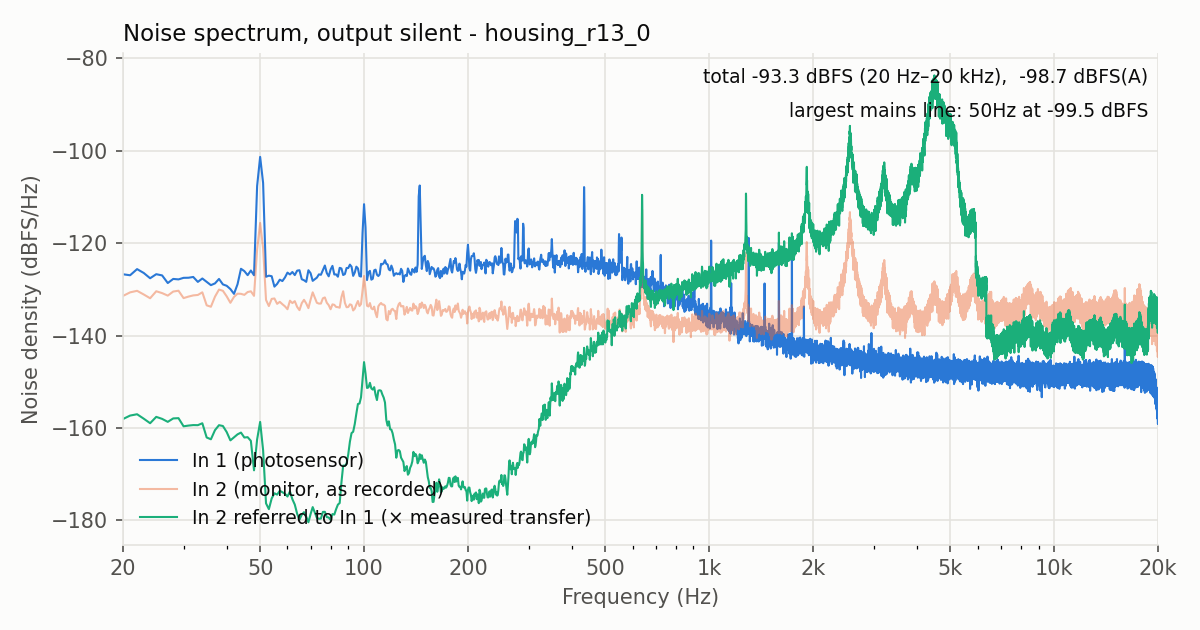 Noise spectrum, output silent - housing_r13_0
total -93.3 dBFS (20 Hz–20 kHz),  -98.7 dBFS(A)
largest mains line: 50Hz at -99.5 dBFS
Noise density (dBFS/Hz)
−80
−100
−120
−140
−160
−180
In 1 (photosensor)
In 2 (monitor, as recorded)
In 2 referred to In 1 (× measured transfer)
20 50 100 200 500 1k 2k 5k 10k 20k
Frequency (Hz)